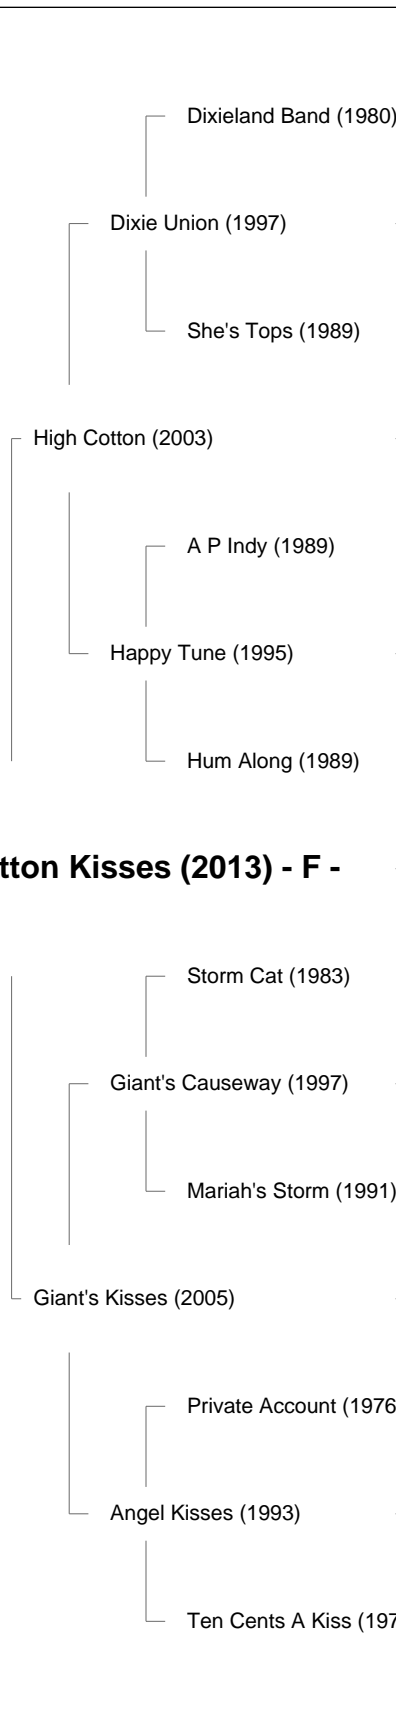 Dixieland Band (1980)
Dixie Union (1997)
She's Tops (1989)
High Cotton (2003)
A P Indy (1989)
Happy Tune (1995)
Hum Along (1989)
tton Kisses (2013) - F -
Storm Cat (1983)
Giant's Causeway (1997)
Mariah's Storm (1991)
Giant's Kisses (2005)
Private Account (1976
Angel Kisses (1993)
Ten Cents A Kiss (197